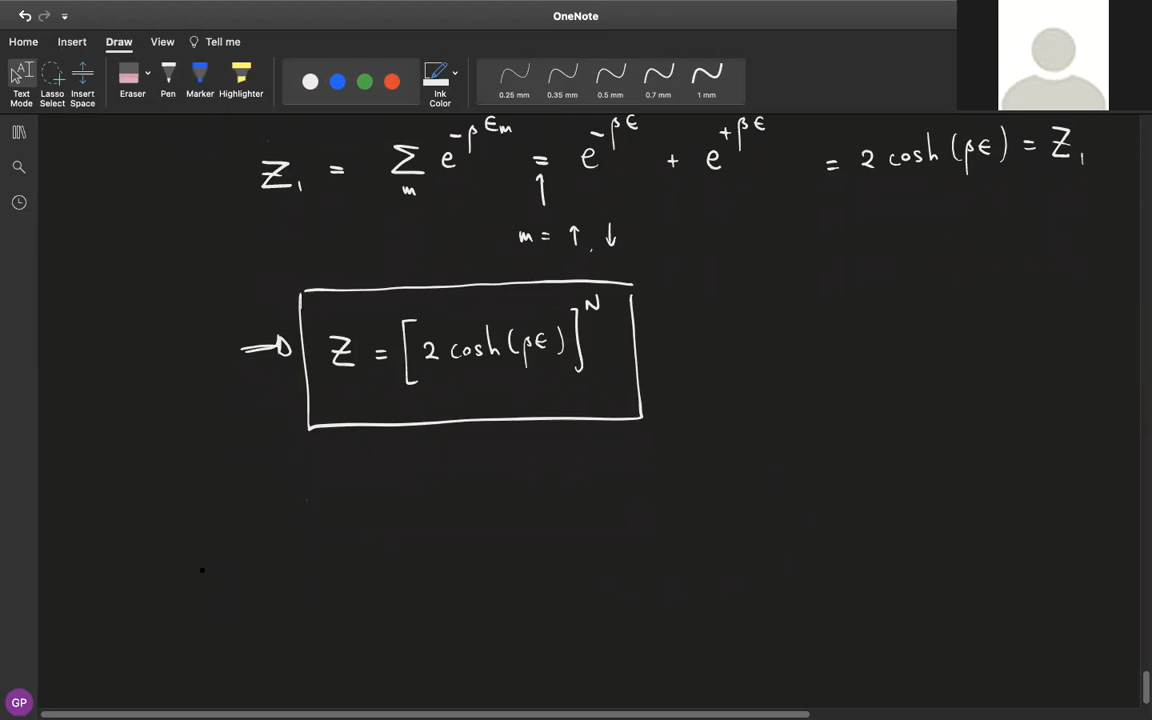 OneNote
Home Insert Draw View Tell me
Text Mode Lasso Select Insert Space Eraser Pen Marker Highlighter Ink Color 0.25 mm 0.35 mm 0.5 mm 0.7 mm 1 mm
Z₁ = Σₘ e^{-βEₘ} = e^{-βϵ} + e^{+βϵ} = 2 cosh(βϵ) = Z₁
↑
m = ↑, ↓
⇒ Z = [2 cosh(βϵ)]^N
GP